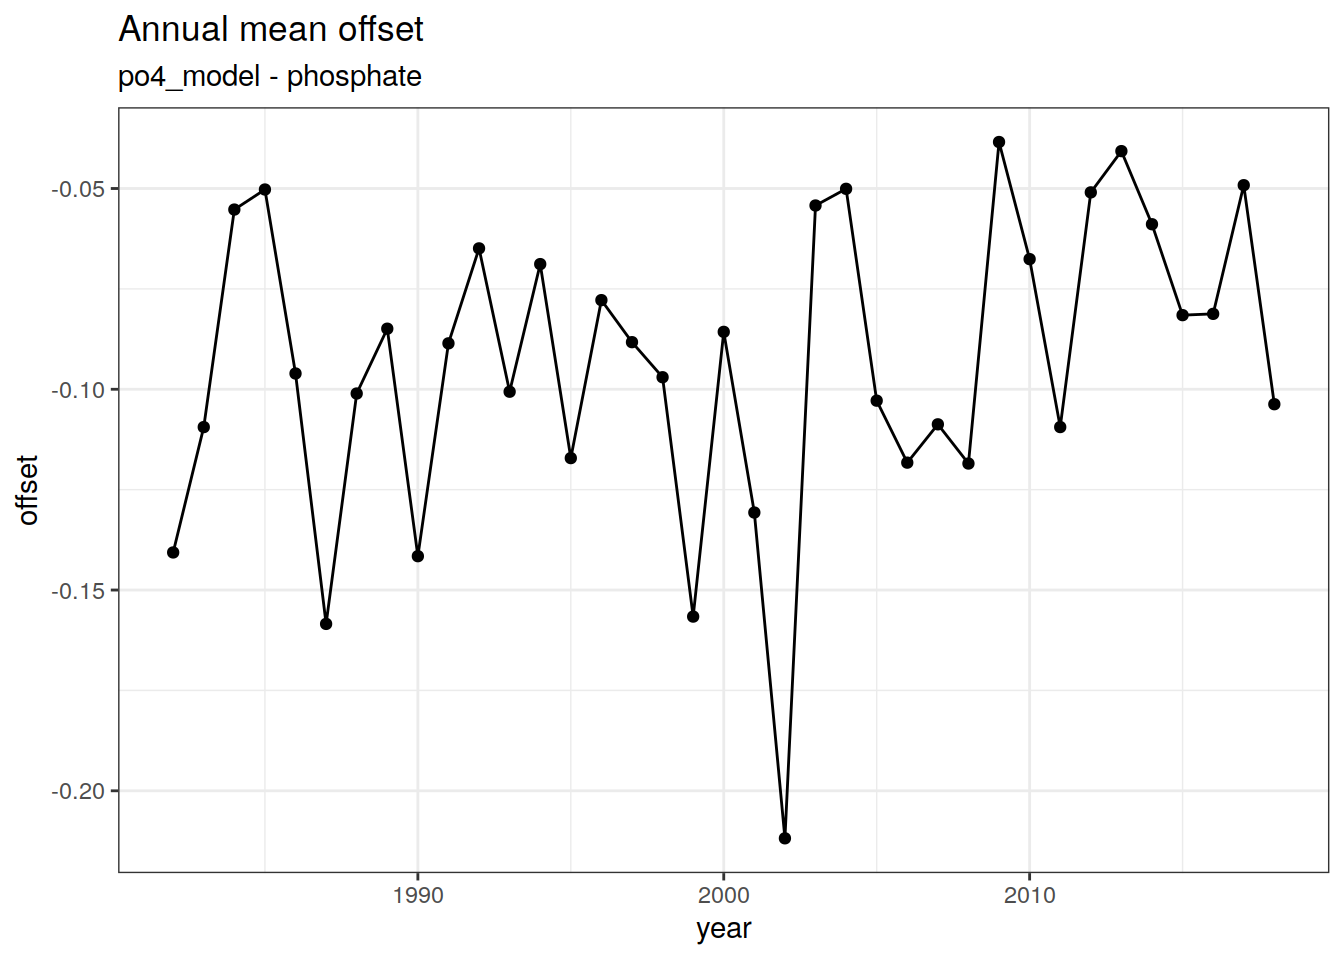 Annual mean offset
po4_model - phosphate
-0.05
-0.10
-0.15
-0.20
offset
1990
2000
2010
year